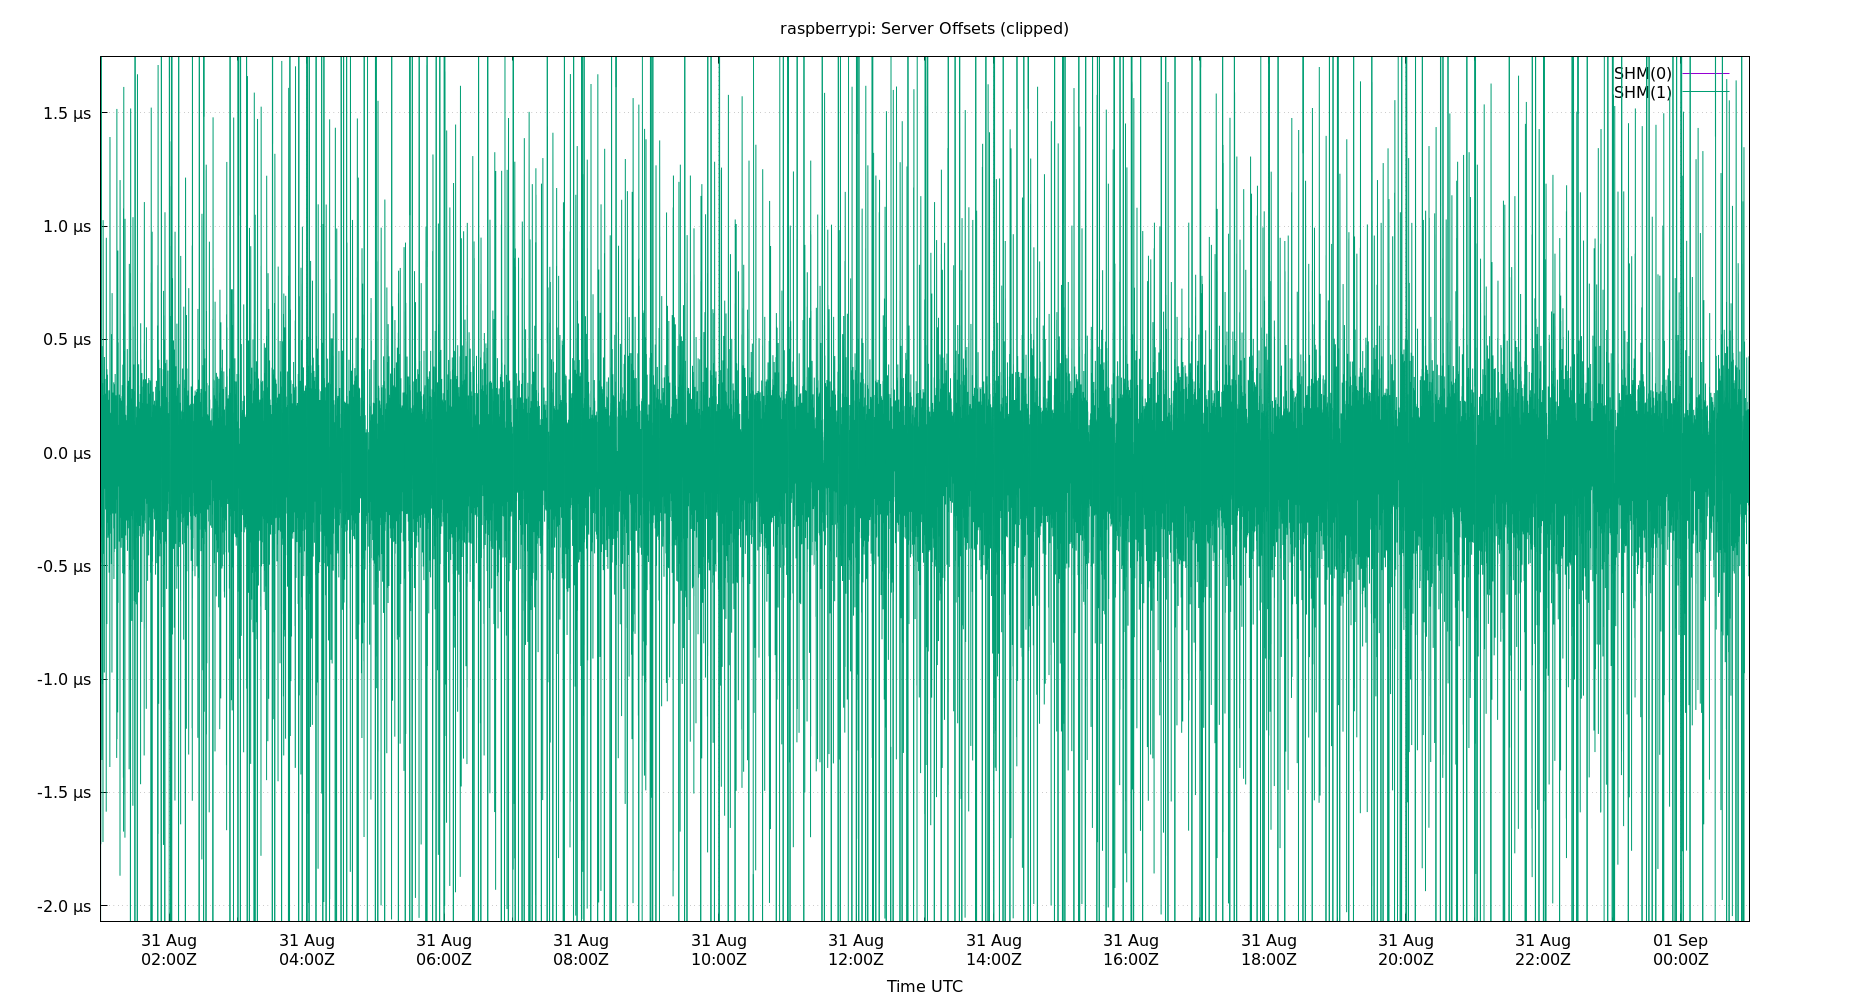 raspberrypi: Server Offsets (clipped)
SHM(0)
SHM(1)
1.5 µs
1.0 µs
0.5 µs
0.0 µs
-0.5 µs
-1.0 µs
-1.5 µs
-2.0 µs
31 Aug 31 Aug 31 Aug 31 Aug 31 Aug 31 Aug 31 Aug 31 Aug 31 Aug 31 Aug 31 Aug 01 Sep
02:00Z 04:00Z 06:00Z 08:00Z 10:00Z 12:00Z 14:00Z 16:00Z 18:00Z 20:00Z 22:00Z 00:00Z
Time UTC